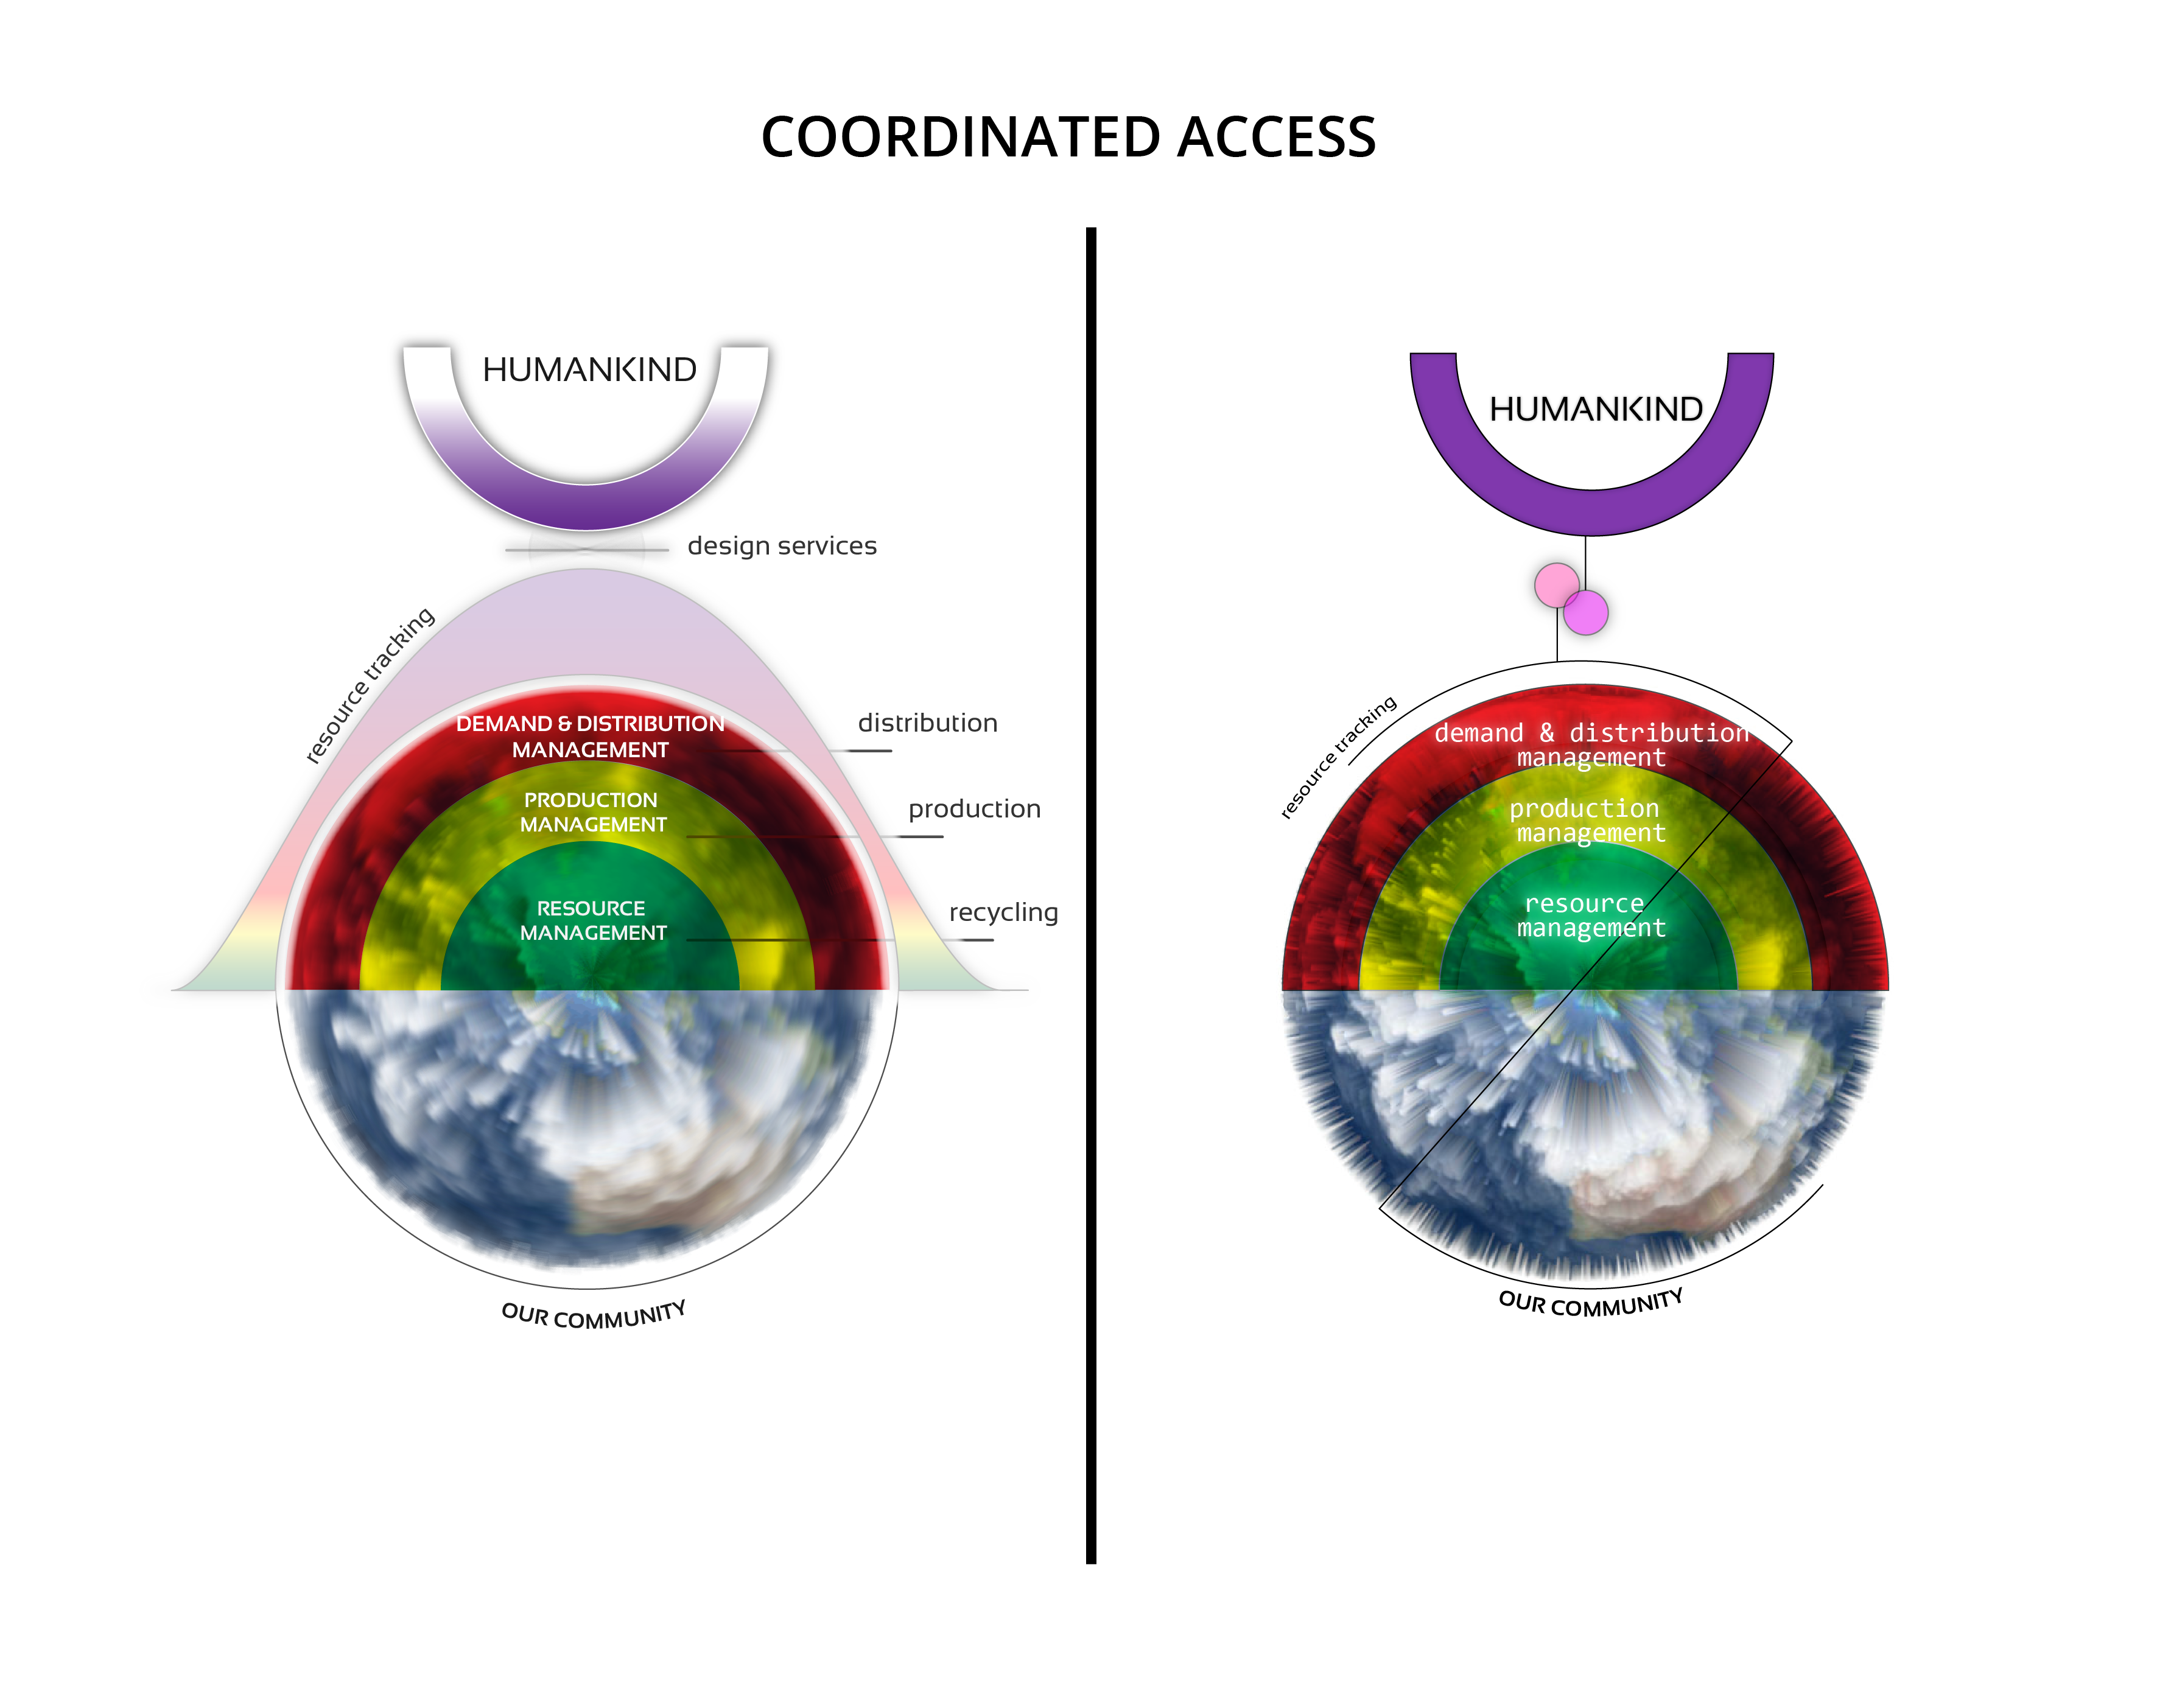 COORDINATED ACCESS
HUMANKIND
design services
resource tracking
DEMAND & DISTRIBUTION
MANAGEMENT
distribution
PRODUCTION
MANAGEMENT
production
RESOURCE
MANAGEMENT
recycling
OUR COMMUNITY
HUMANKIND
resource tracking
demand & distribution
management
production
management
resource
management
OUR COMMUNITY